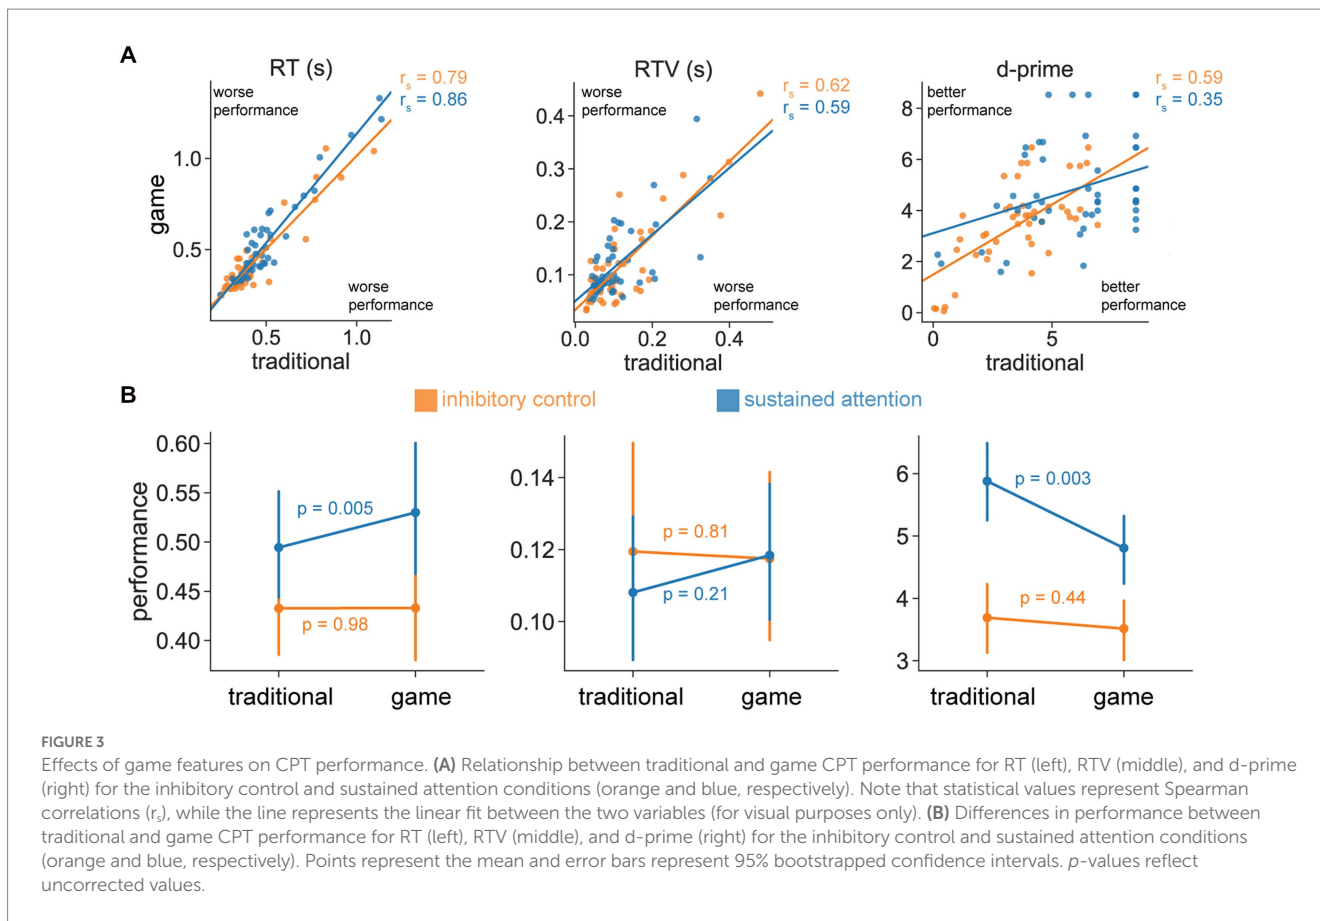 A
RT (s)
rs = 0.79
rs = 0.86
worse
performance
game
1.0
0.5
worse
performance
0.5
1.0
traditional
RTV (s)
rs = 0.62
rs = 0.59
worse
performance
0.4
0.3
0.2
0.1
worse
performance
0.0
0.2
0.4
traditional
d-prime
rs = 0.59
rs = 0.35
better
performance
8
6
4
2
0
better
performance
0
5
traditional
B
inhibitory control
sustained attention
performance
0.60
0.55
0.50
0.45
0.40
p = 0.005
p = 0.98
traditional
game
0.14
0.12
0.10
p = 0.81
p = 0.21
traditional
game
6
5
4
3
p = 0.003
p = 0.44
traditional
game
FIGURE 3
Effects of game features on CPT performance. (A) Relationship between traditional and game CPT performance for RT (left), RTV (middle), and d-prime
(right) for the inhibitory control and sustained attention conditions (orange and blue, respectively). Note that statistical values represent Spearman
correlations (rs), while the line represents the linear fit between the two variables (for visual purposes only). (B) Differences in performance between
traditional and game CPT performance for RT (left), RTV (middle), and d-prime (right) for the inhibitory control and sustained attention conditions
(orange and blue, respectively). Points represent the mean and error bars represent 95% bootstrapped confidence intervals. p-values reflect
uncorrected values.